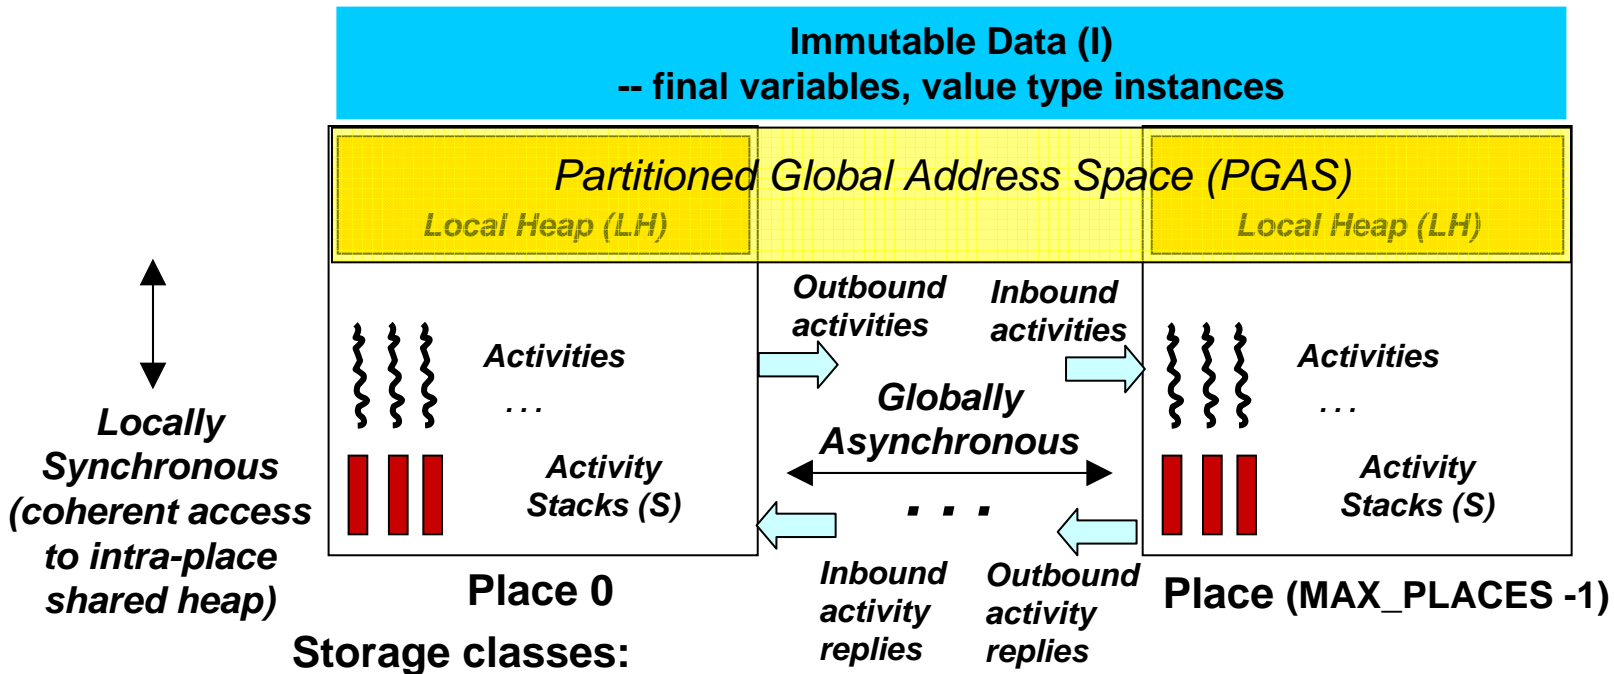 Immutable Data (I)
-- final variables, value type instances
Partitioned Global Address Space (PGAS)
Local Heap (LH)
Local Heap (LH)
Outbound
activities
Inbound
activities
Activities
. . .
Activities
. . .
Globally
Asynchronous
Locally
Synchronous
(coherent access
to intra-place
shared heap)
Activity
Stacks (S)
. . .
Activity
Stacks (S)
Place 0
Inbound
activity
replies
Outbound
activity
replies
Place (MAX_PLACES -1)
Storage classes: